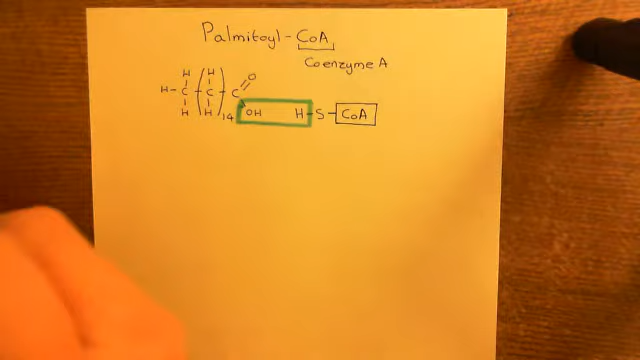 Palmitoyl-CoA
Coenzyme A
H H O
H-C-(C)-C
H H 14 OH H-S-CoA